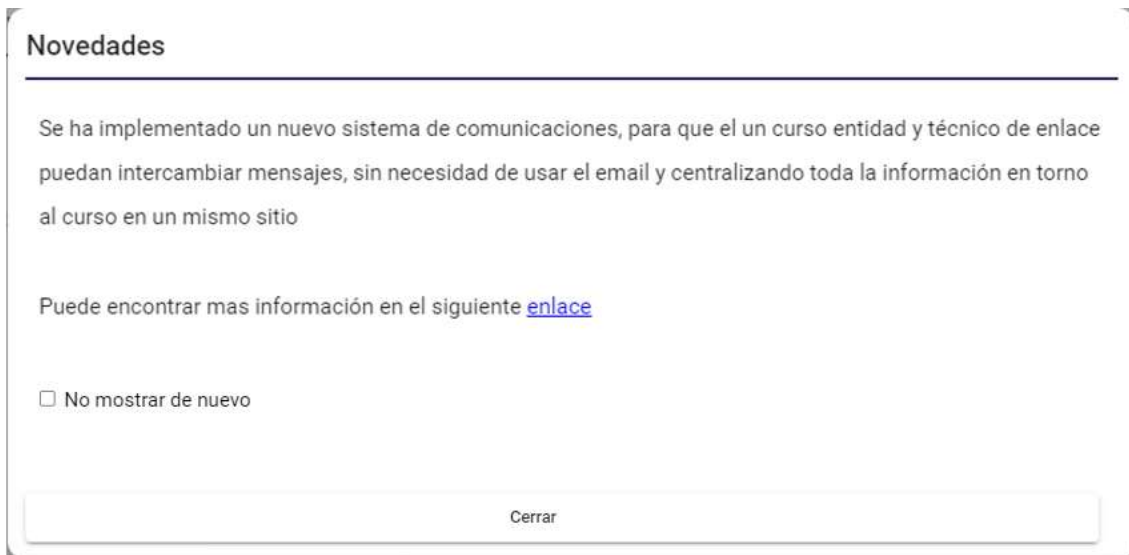 Novedades
Se ha implementado un nuevo sistema de comunicaciones, para que el un curso entidad y técnico de enlace
puedan intercambiar mensajes, sin necesidad de usar el email y centralizando toda la información en torno
al curso en un mismo sitio
Puede encontrar mas información en el siguiente enlace
No mostrar de nuevo
Cerrar